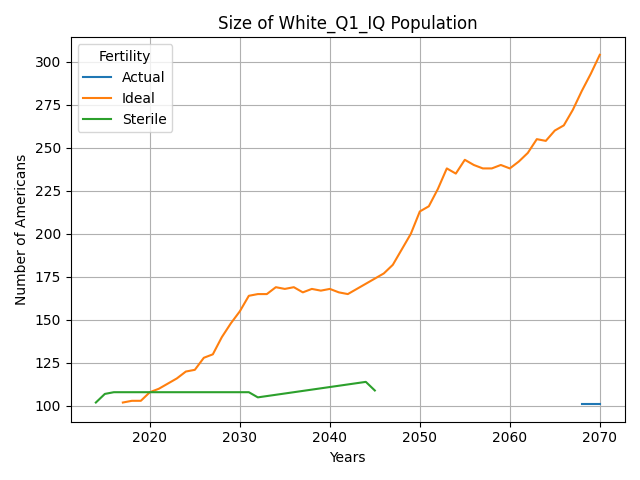 Size of White_Q1_IQ Population
Fertility
Actual
Ideal
Sterile
Number of Americans
300
275
250
225
200
175
150
125
100
2020 2030 2040 2050 2060 2070
Years